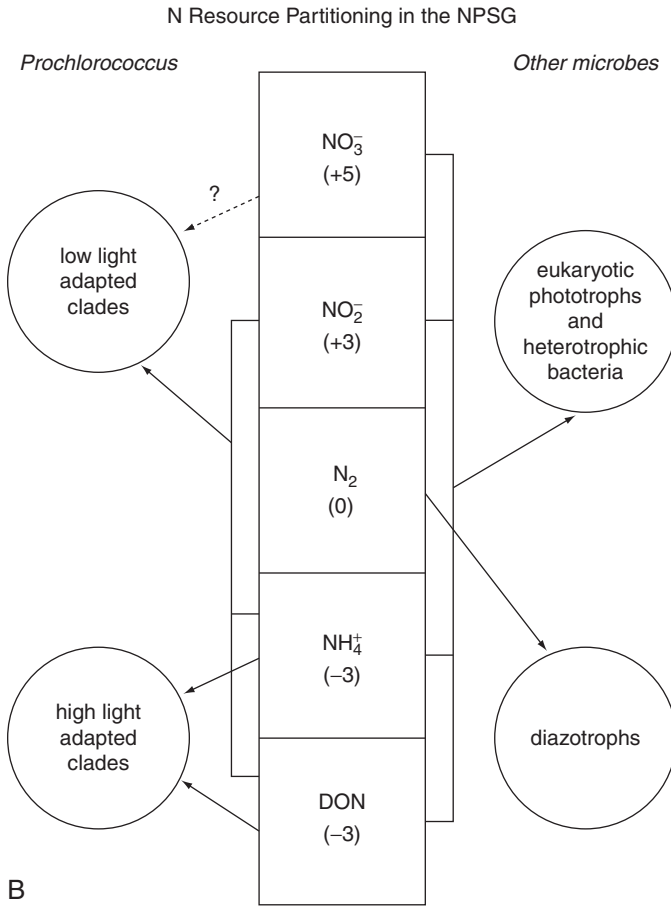 N Resource Partitioning in the NPSG
Prochlorococcus
Other microbes
NO₃⁻
(+5)
?
low light
adapted
clades
NO₂⁻
(+3)
eukaryotic
phototrophs
and
heterotrophic
bacteria
N₂
(0)
NH₄⁺
(−3)
high light
adapted
clades
diazotrophs
DON
(−3)
B